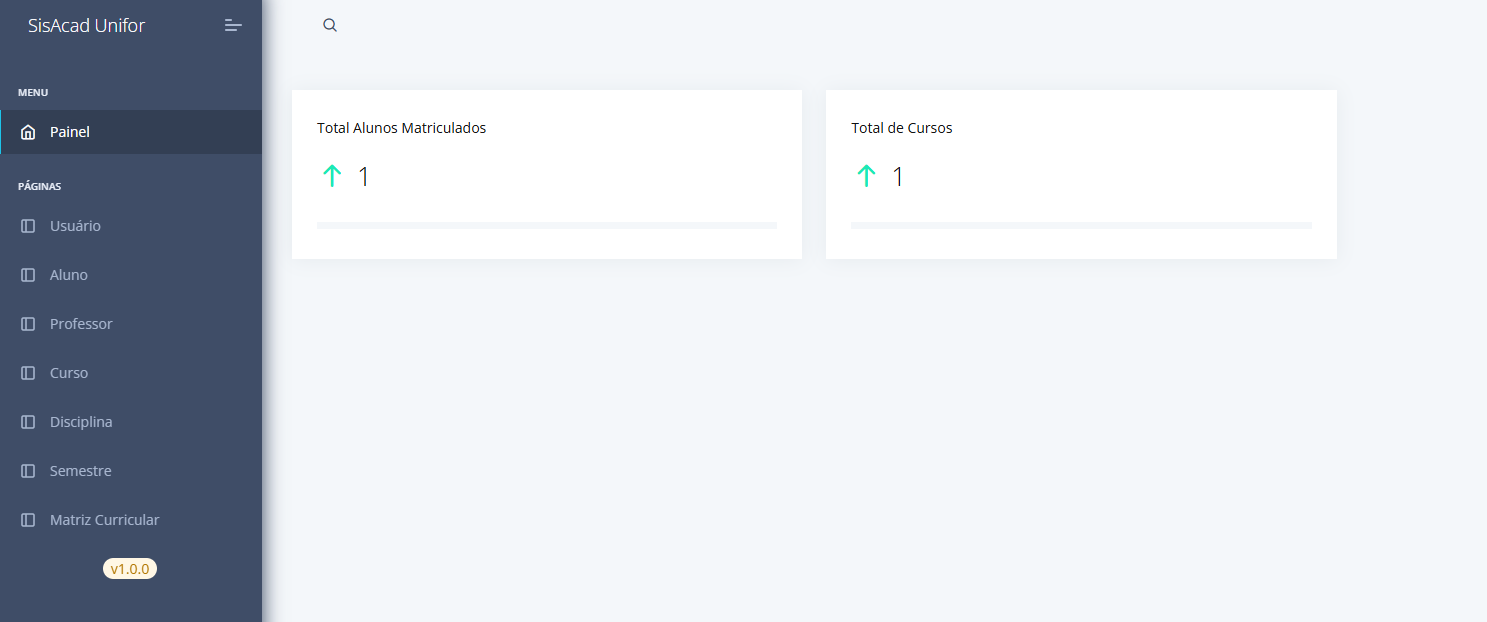 SisAcad Unifor
MENU
Painel
PÁGINAS
Usuário
Aluno
Professor
Curso
Disciplina
Semestre
Matriz Curricular
v1.0.0
Total Alunos Matriculados
1
Total de Cursos
1